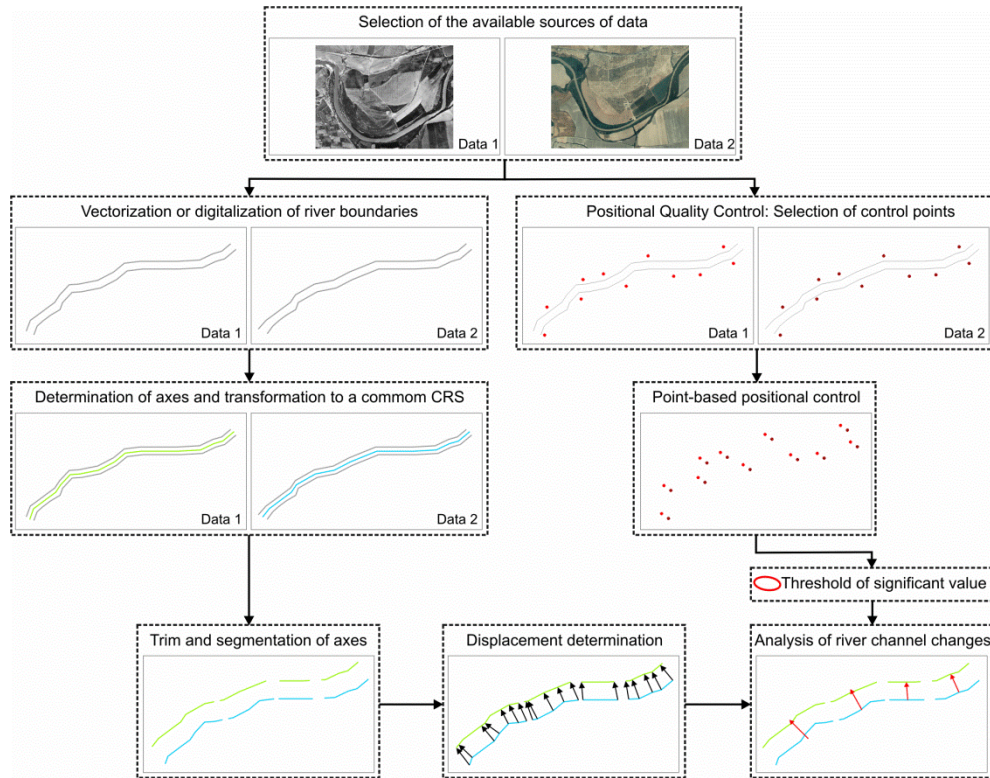 Selection of the available sources of data
Data 1
Data 2
Vectorization or digitalization of river boundaries
Data 1
Data 2
Positional Quality Control: Selection of control points
Data 1
Data 2
Determination of axes and transformation to a commom CRS
Data 1
Data 2
Point-based positional control
Threshold of significant value
Trim and segmentation of axes
Displacement determination
Analysis of river channel changes